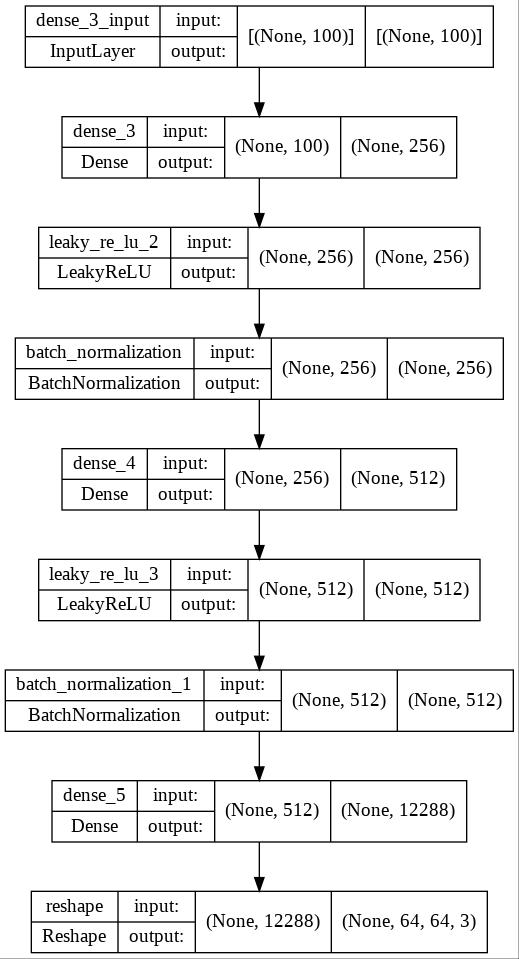 dense_3_input input: [(None, 100)] [(None, 100)]
InputLayer output:
dense_3 input: (None, 100) (None, 256)
Dense output:
leaky_re_lu_2 input: (None, 256) (None, 256)
LeakyReLU output:
batch_normalization input: (None, 256) (None, 256)
BatchNormalization output:
dense_4 input: (None, 256) (None, 512)
Dense output:
leaky_re_lu_3 input: (None, 512) (None, 512)
LeakyReLU output:
batch_normalization_1 input: (None, 512) (None, 512)
BatchNormalization output:
dense_5 input: (None, 512) (None, 12288)
Dense output:
reshape input: (None, 12288) (None, 64, 64, 3)
Reshape output: